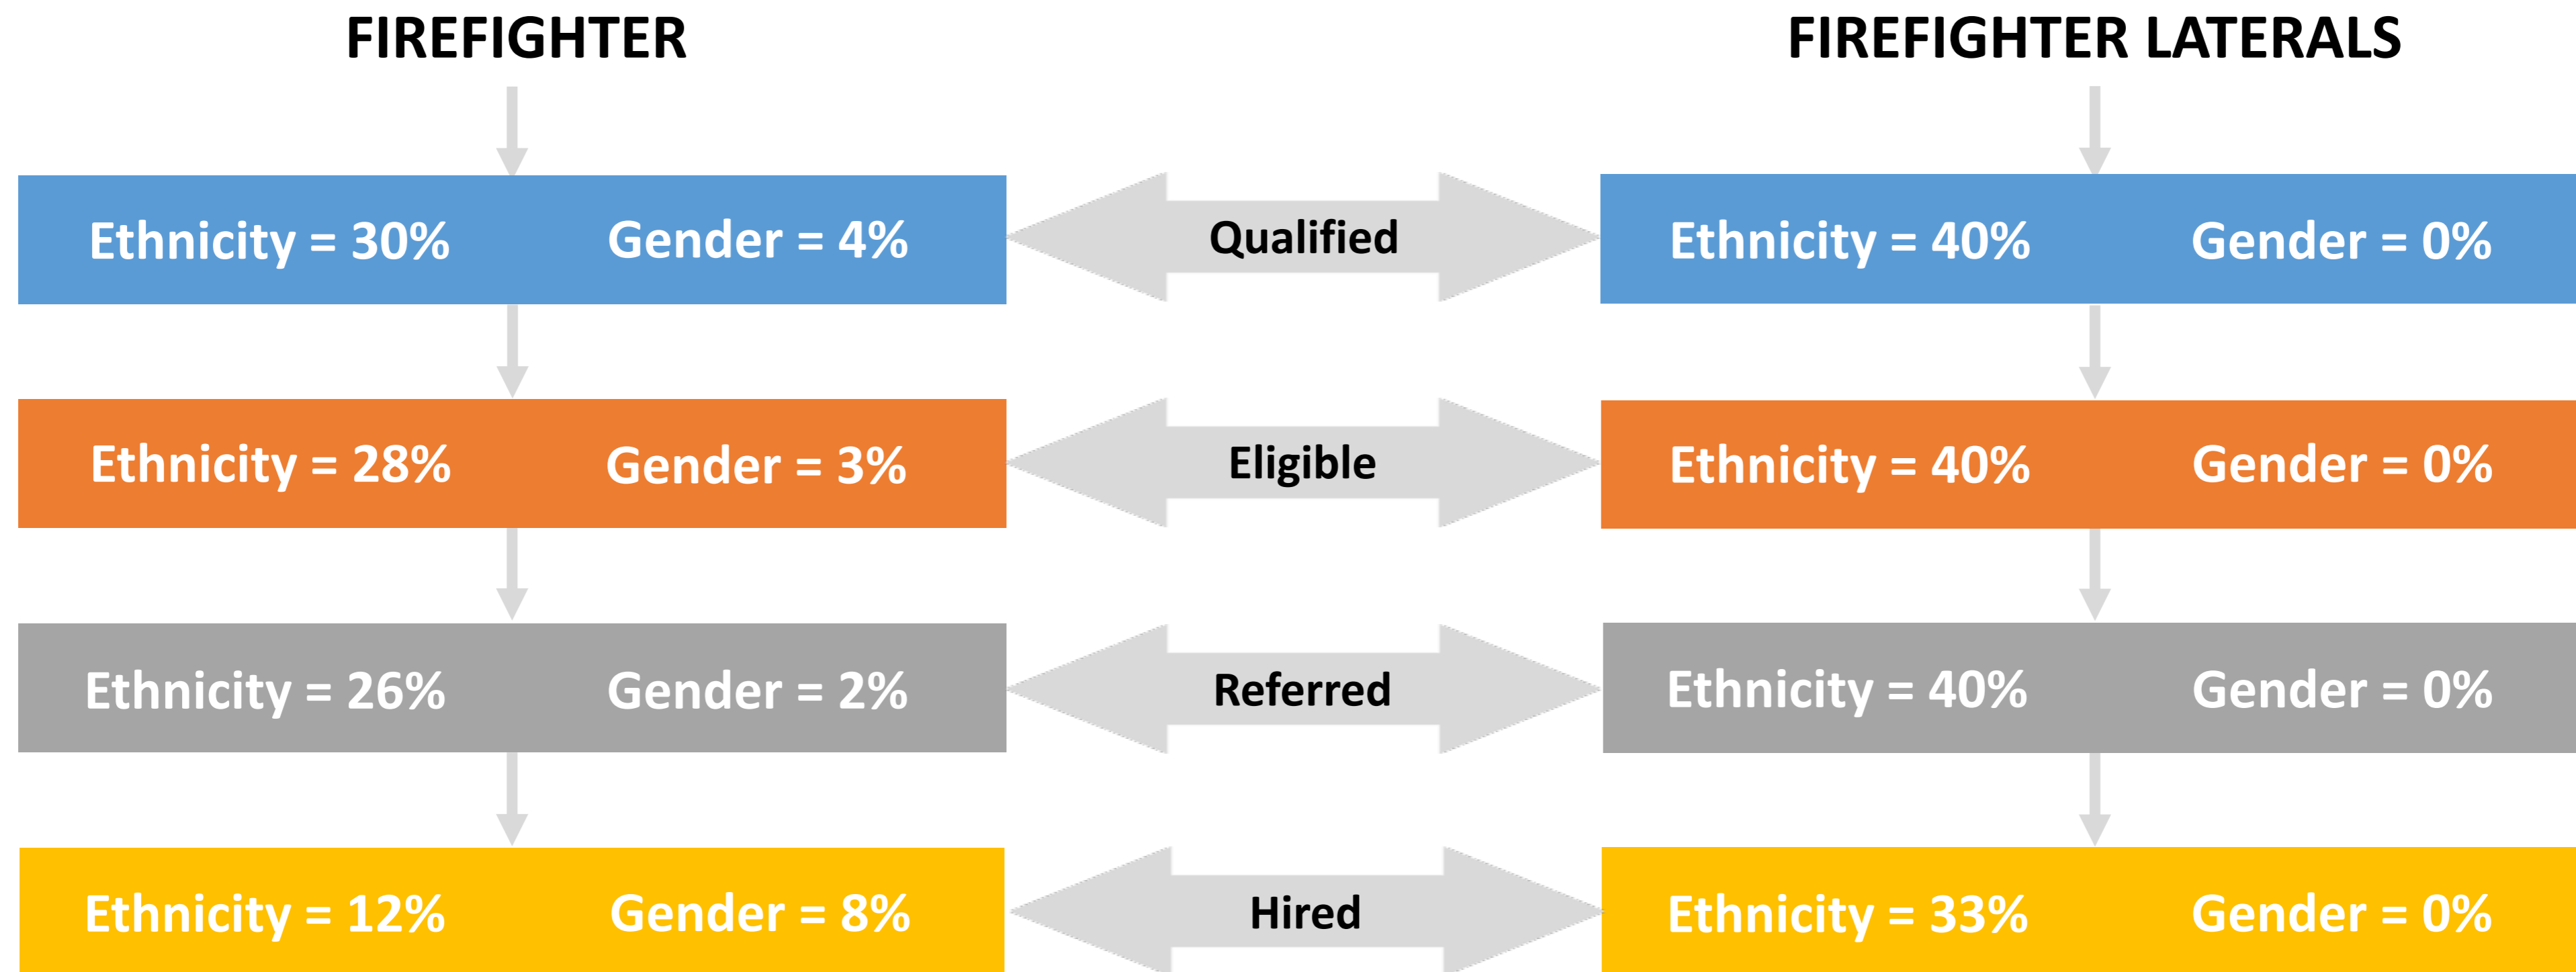 FIREFIGHTER
FIREFIGHTER LATERALS
Ethnicity = 30% Gender = 4%
Qualified
Ethnicity = 40% Gender = 0%
Ethnicity = 28% Gender = 3%
Eligible
Ethnicity = 40% Gender = 0%
Ethnicity = 26% Gender = 2%
Referred
Ethnicity = 40% Gender = 0%
Ethnicity = 12% Gender = 8%
Hired
Ethnicity = 33% Gender = 0%